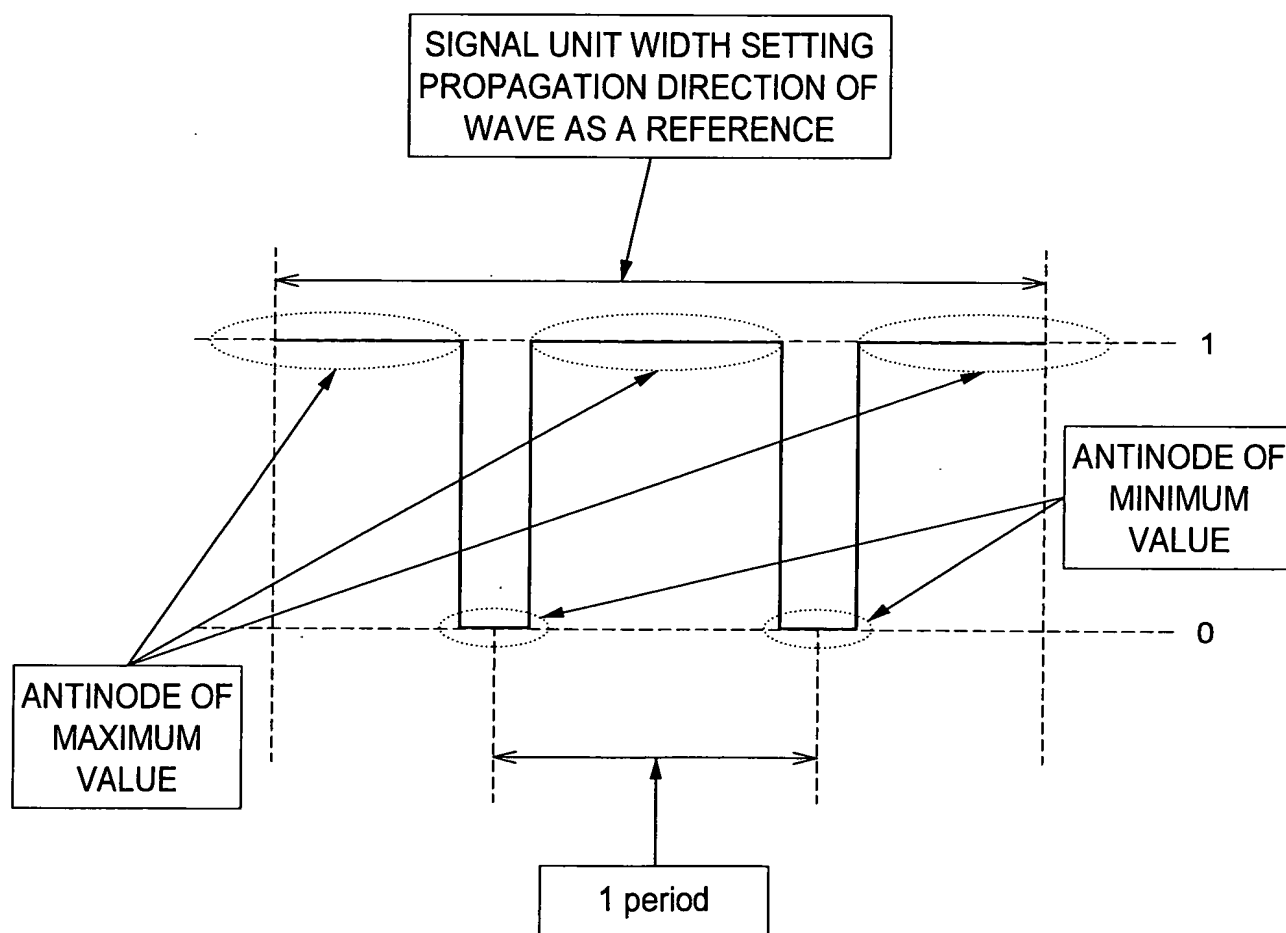 SIGNAL UNIT WIDTH SETTING
PROPAGATION DIRECTION OF
WAVE AS A REFERENCE
1
ANTINODE OF
MINIMUM
VALUE
0
ANTINODE OF
MAXIMUM
VALUE
1 period